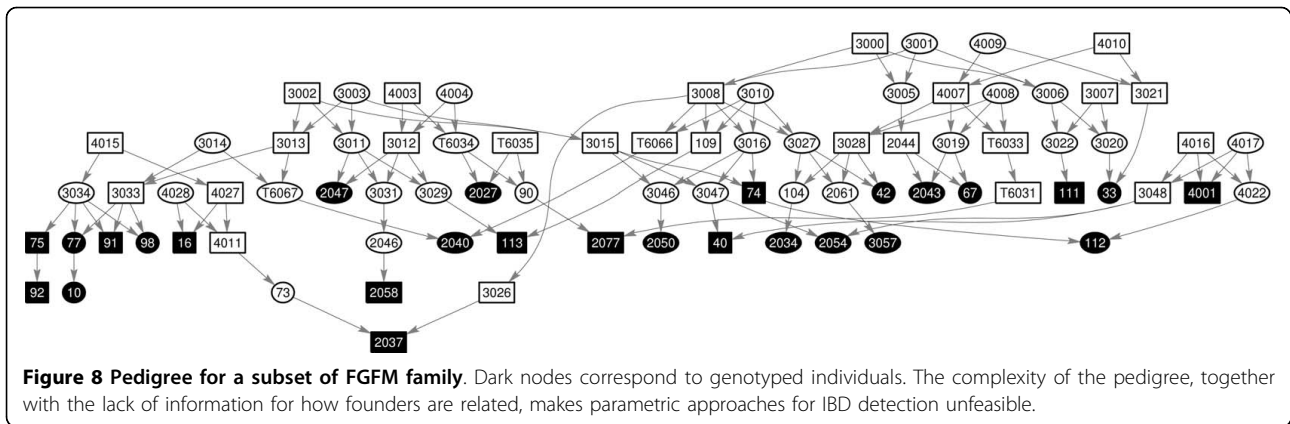 3000 3001 4009 4010
3002 3003 4003 4004 3008 3010 3005 4007 4008 3006 3007 3021
4015 3014 3013 3011 3012 T6034 T6035 3015 T6066 109 3016 3027 3028 2044 3019 T6033 3022 3020 4016 4017
3034 3033 4028 4027 T6067 2047 3031 3029 2027 90 3046 3047 74 104 2061 42 2043 67 T6031 111 33 3048 4001 4022
75 77 91 98 16 4011 2046 2040 113 2077 2050 40 2034 2054 3057 112
92 10 73 2058 3026
2037
Figure 8 Pedigree for a subset of FGFM family. Dark nodes correspond to genotyped individuals. The complexity of the pedigree, together
with the lack of information for how founders are related, makes parametric approaches for IBD detection unfeasible.